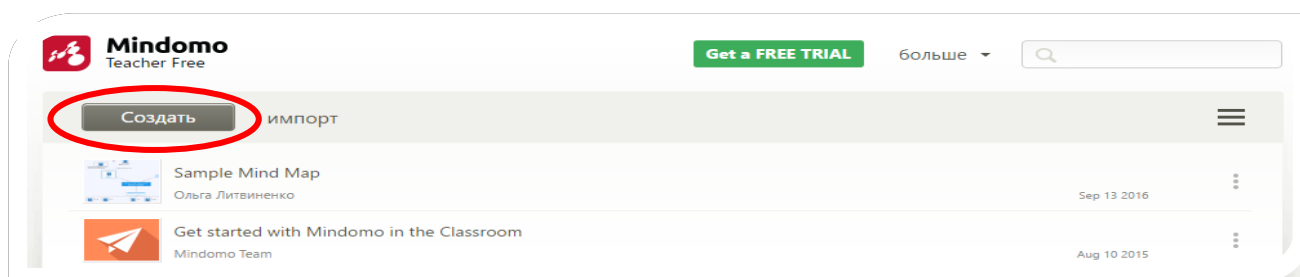 Mindomo
Teacher Free
Get a FREE TRIAL
больше
Создать
импорт
Sample Mind Map
Ольга Литвиненко
Sep 13 2016
Get started with Mindomo in the Classroom
Mindomo Team
Aug 10 2015